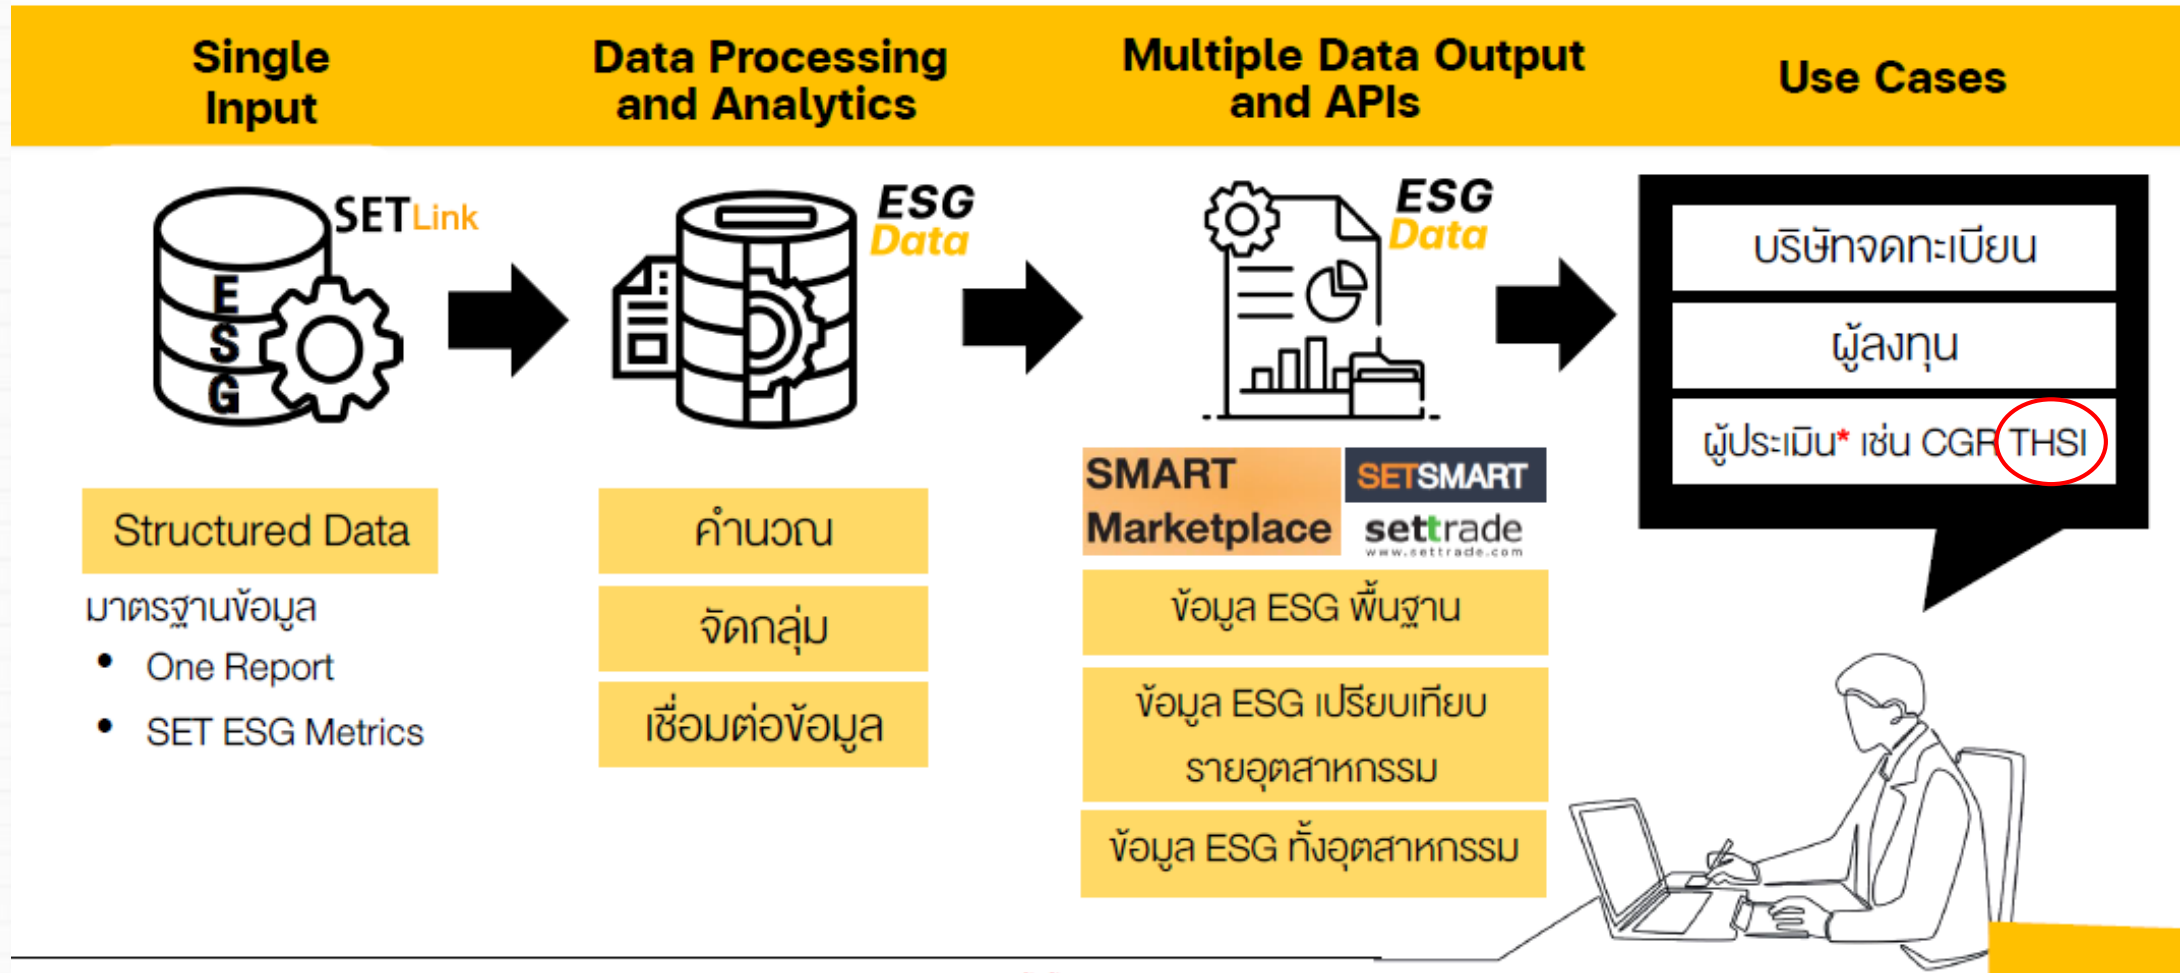 Single
Input
Data Processing
and Analytics
Multiple Data Output
and APIs
Use Cases
SETLink
E
S
G
Structured Data
มาตรฐานข้อมูล
• One Report
• SET ESG Metrics
ESG
Data
คำนวณ
จัดกลุ่ม
เชื่อมต่อข้อมูล
ESG
Data
SMART
Marketplace
SETSMART
settrade
www.settrade.com
ข้อมูล ESG พื้นฐาน
ข้อมูล ESG เปรียบเทียบ
รายอุตสาหกรรม
ข้อมูล ESG ทั้งอุตสาหกรรม
บริษัทจดทะเบียน
ผู้ลงทุน
ผู้ประเมิน* เช่น CGR THSI